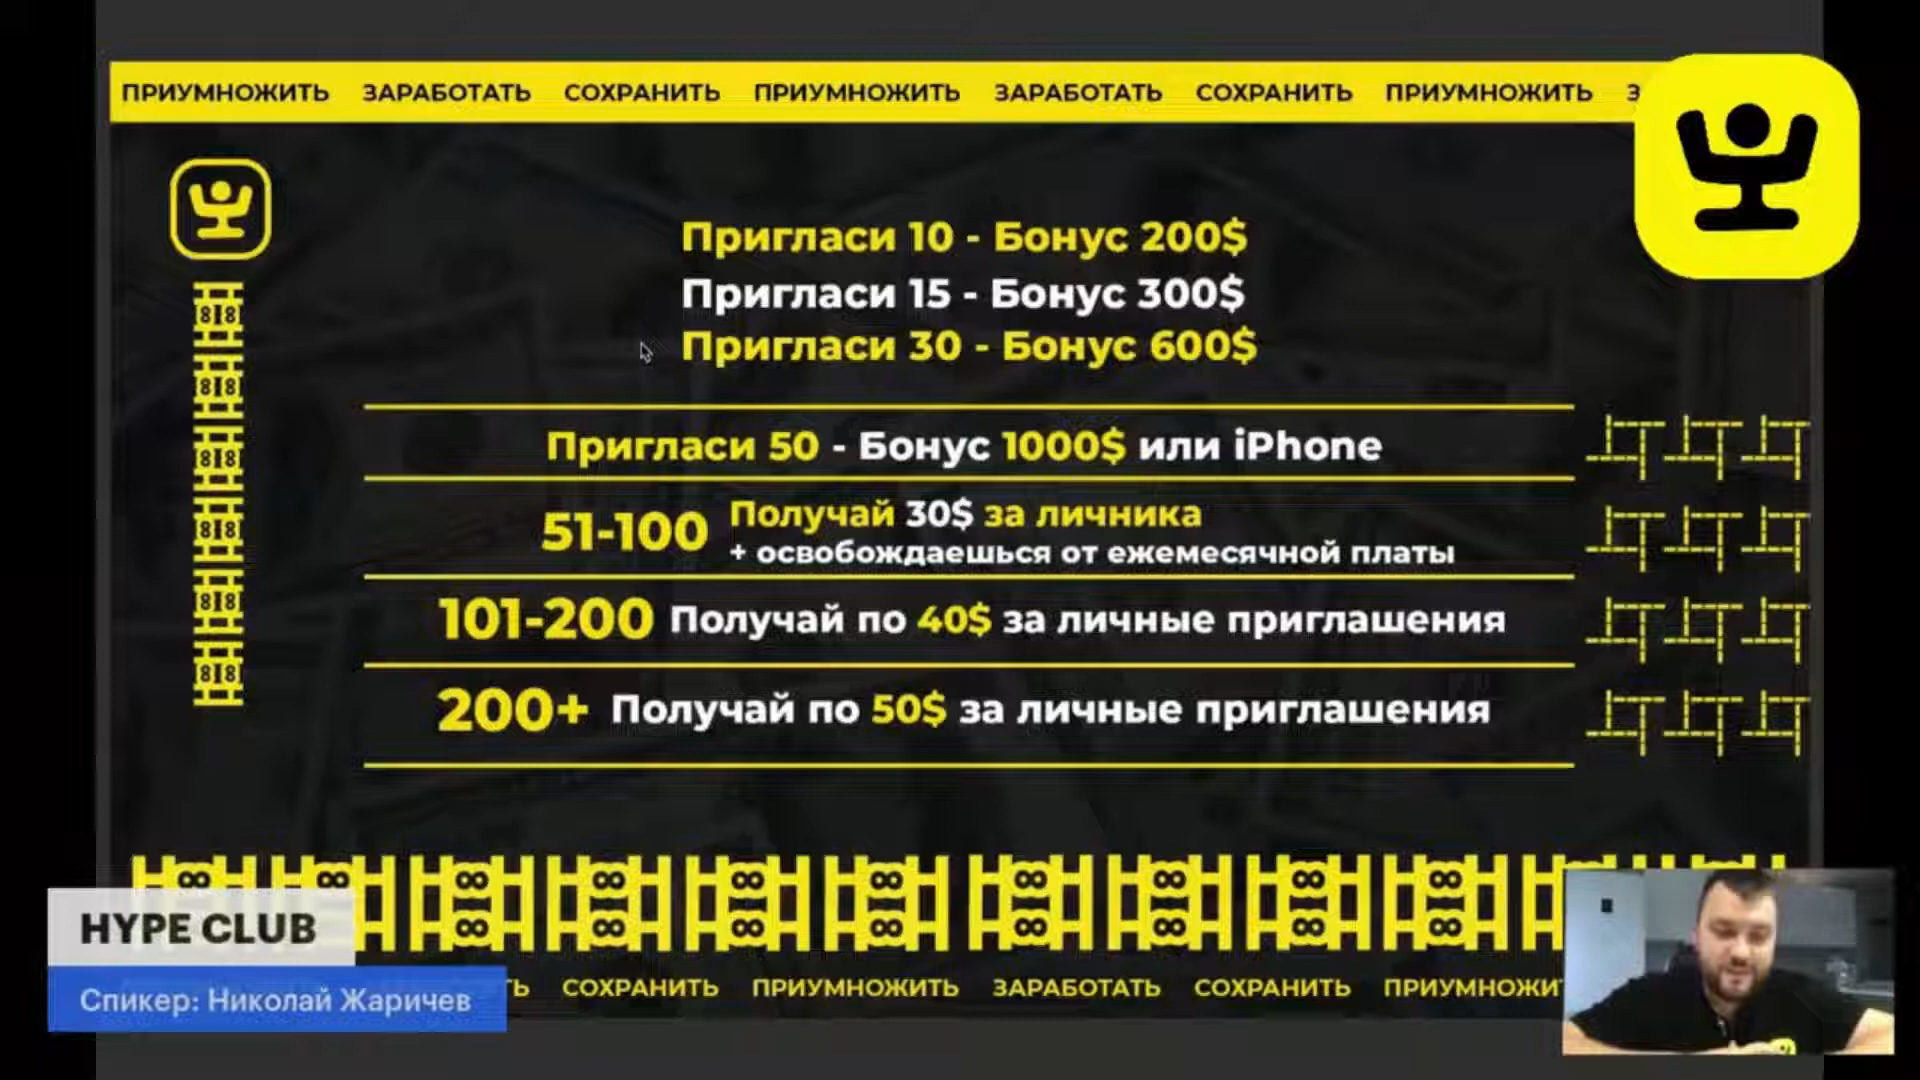 ПРИУМНОЖИТЬ ЗАРАБОТАТЬ СОХРАНИТЬ ПРИУМНОЖИТЬ ЗАРАБОТАТЬ СОХРАНИТЬ ПРИУМНОЖИТЬ
Пригласи 10 - Бонус 200$
Пригласи 15 - Бонус 300$
Пригласи 30 - Бонус 600$
Пригласи 50 - Бонус 1000$ или iPhone
51-100 Получай 30$ за личника
+ освобождаешься от ежемесячной платы
101-200 Получай по 40$ за личные приглашения
200+ Получай по 50$ за личные приглашения
HYPE CLUB
Спикер: Николай Жаричев
СОХРАНИТЬ ПРИУМНОЖИТЬ ЗАРАБОТАТЬ СОХРАНИТЬ